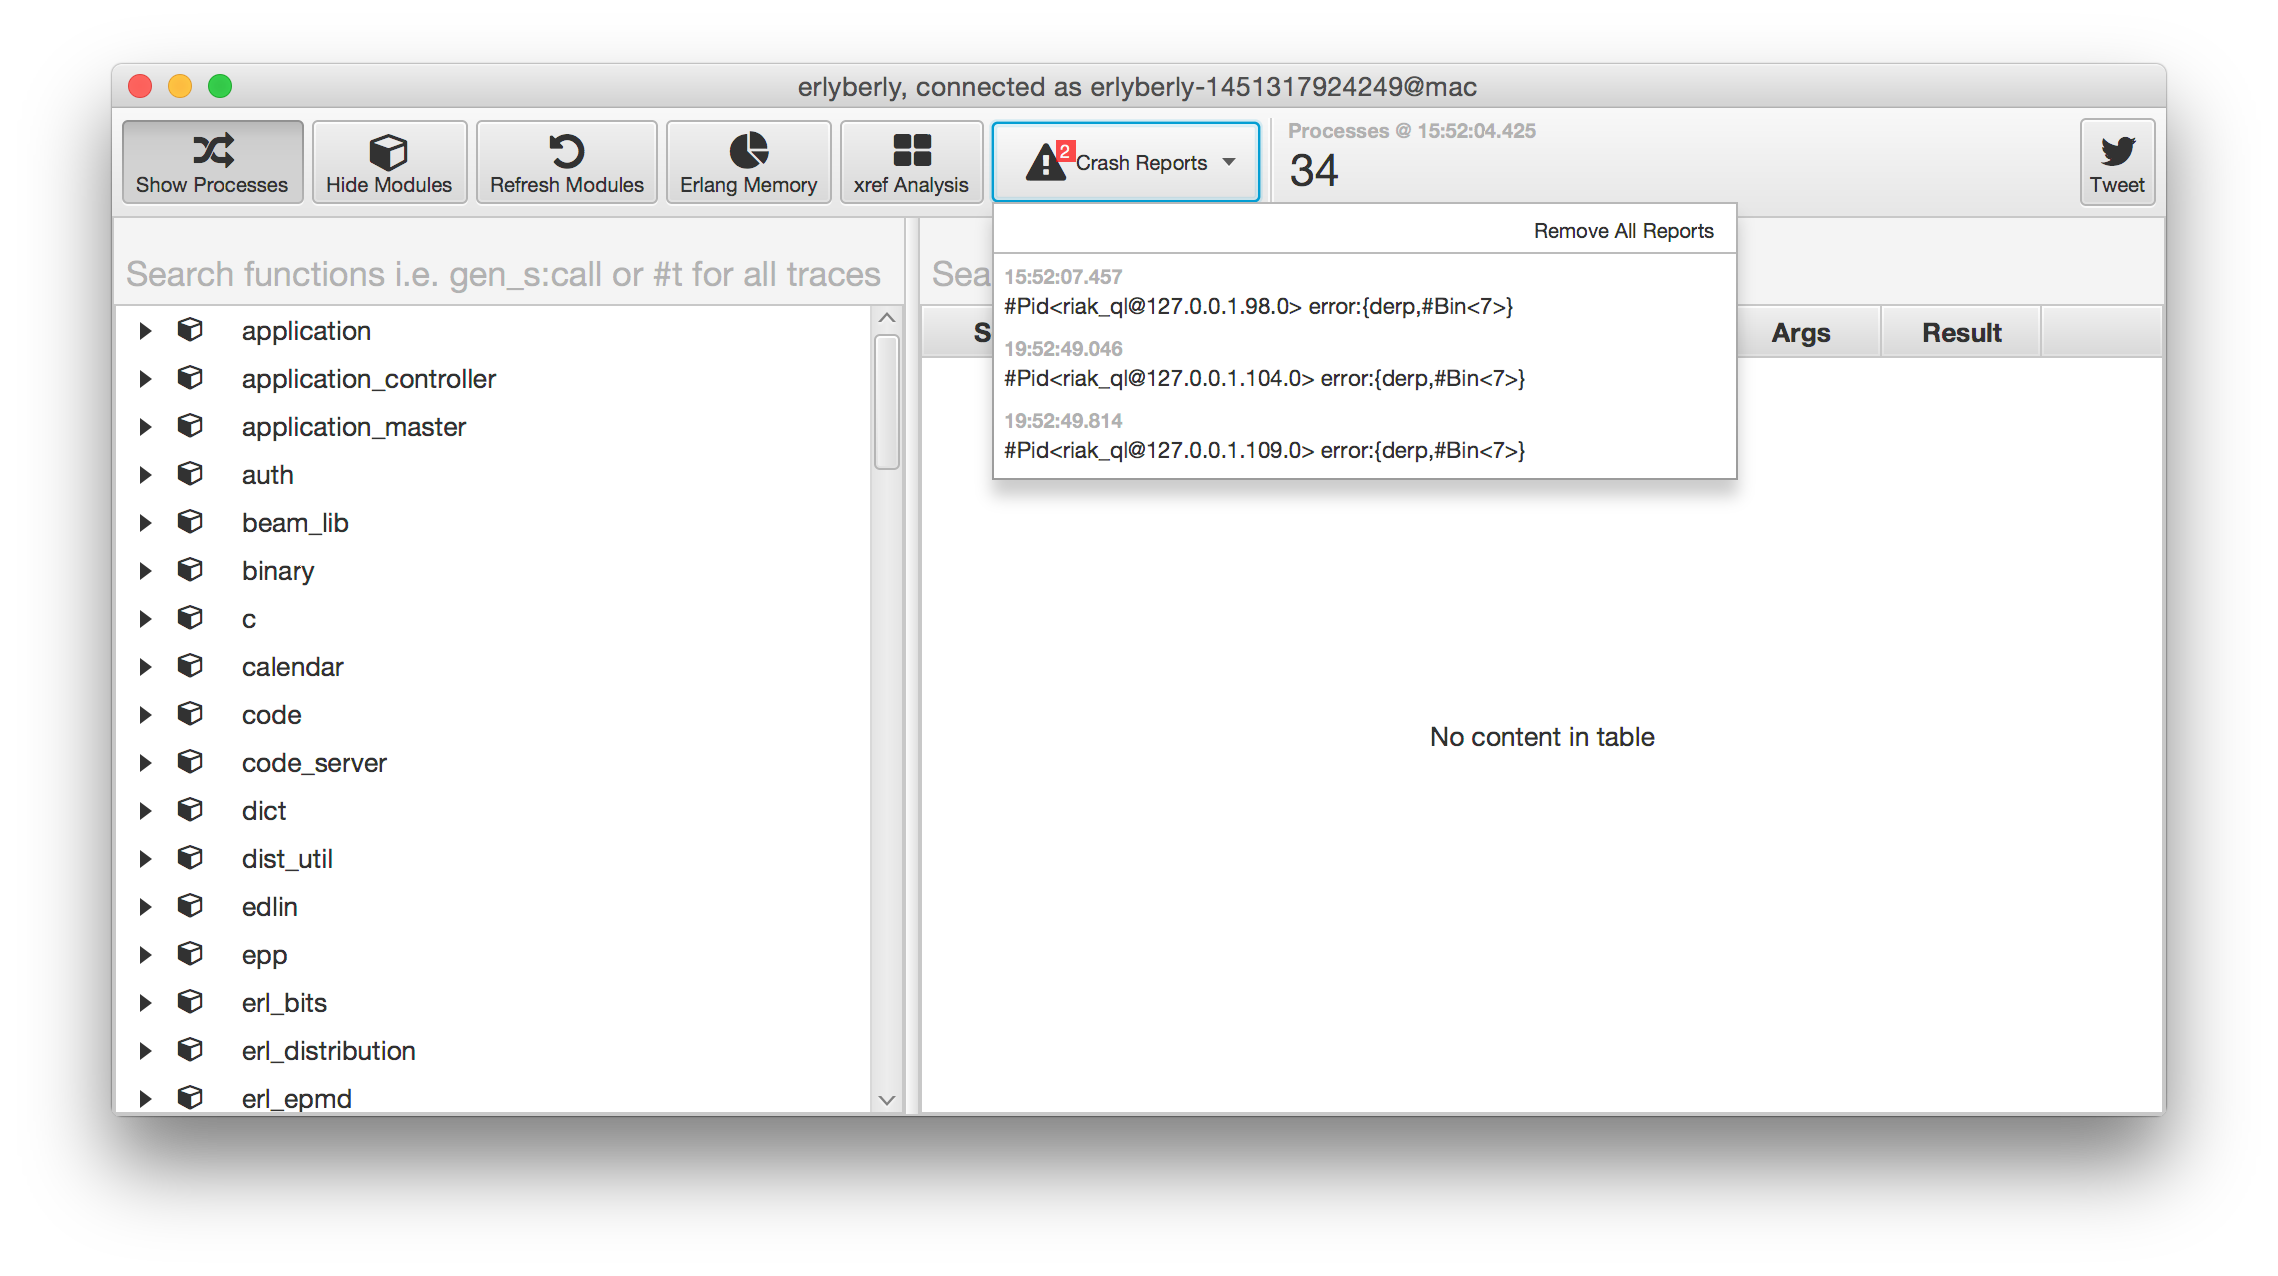 erlyberly, connected as erlyberly-1451317924249@mac
Show Processes
Hide Modules
Refresh Modules
Erlang Memory
xref Analysis
2
Crash Reports
Processes @ 15:52:04.425
34
Tweet
Remove All Reports
15:52:07.457
#Pid<riak_ql@127.0.0.1.98.0> error:{derp,#Bin<7>}
19:52:49.046
#Pid<riak_ql@127.0.0.1.104.0> error:{derp,#Bin<7>}
19:52:49.814
#Pid<riak_ql@127.0.0.1.109.0> error:{derp,#Bin<7>}
Search functions i.e. gen_s:call or #t for all traces
application
application_controller
application_master
auth
beam_lib
binary
c
calendar
code
code_server
dict
dist_util
edlin
epp
erl_bits
erl_distribution
erl_epmd
Sea
S
Args
Result
No content in table